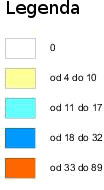 Legenda
0
od 4 do 10
od 11 do 17
od 18 do 32
od 33 do 89